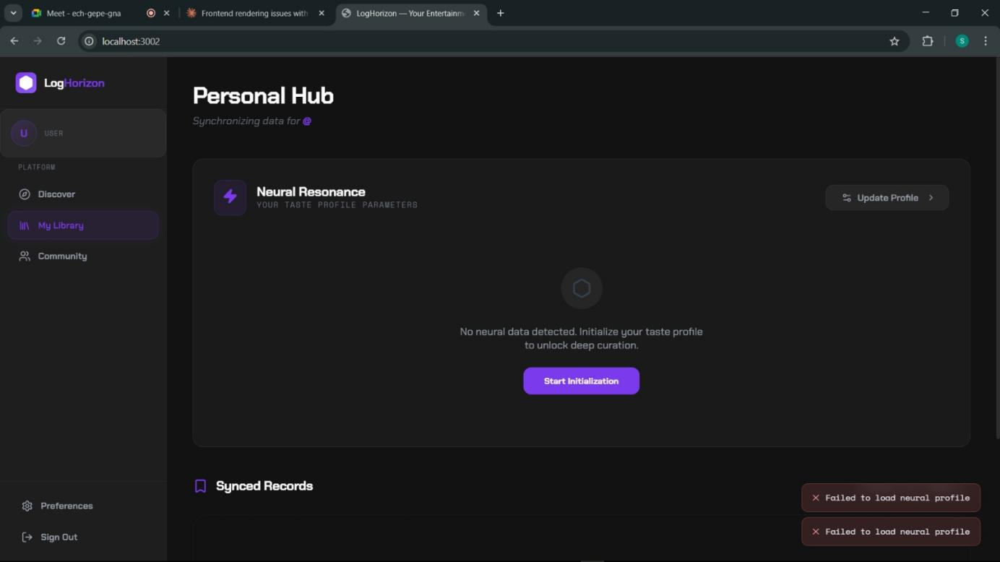 Meet - ech-gepe-gna
Frontend rendering issues with
LogHorizon — Your Entertainm
localhost:3002
S
LogHorizon
U
USER
PLATFORM
Discover
My Library
Community
Preferences
Sign Out
Personal Hub
Synchronizing data for @
Neural Resonance
YOUR TASTE PROFILE PARAMETERS
Update Profile
No neural data detected. Initialize your taste profile
to unlock deep curation.
Start Initialization
Synced Records
Failed to load neural profile
Failed to load neural profile